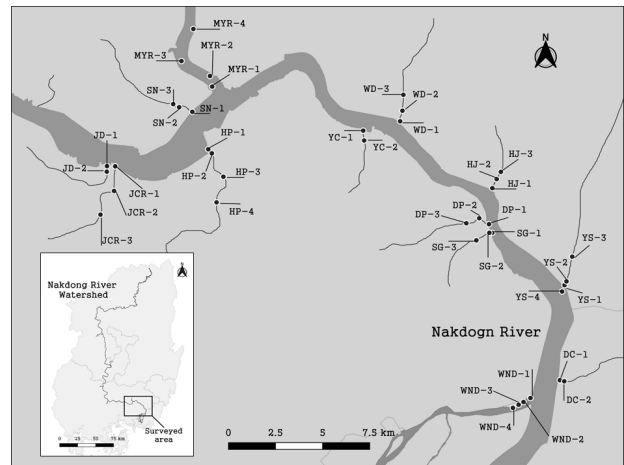 MYR-4
MYR-2
MYR-3
MYR-1
SN-3
SN-1
SN-2
WD-3
WD-2
WD-1
YC-1
YC-2
JD-1
JD-2
HP-1
HP-2
HP-3
HP-4
JCR-1
JCR-2
JCR-3
HJ-3
HJ-2
HJ-1
DP-2
DP-1
DP-3
SG-1
SG-3
SG-2
YS-3
YS-2
YS-4
YS-1
N
Nakdogn River
DC-1
DC-2
WND-1
WND-3
WND-4
WND-2
Nakdong River
Watershed
N
Surveyed
area
0 25 50 75 km
0 2.5 5 7.5 km